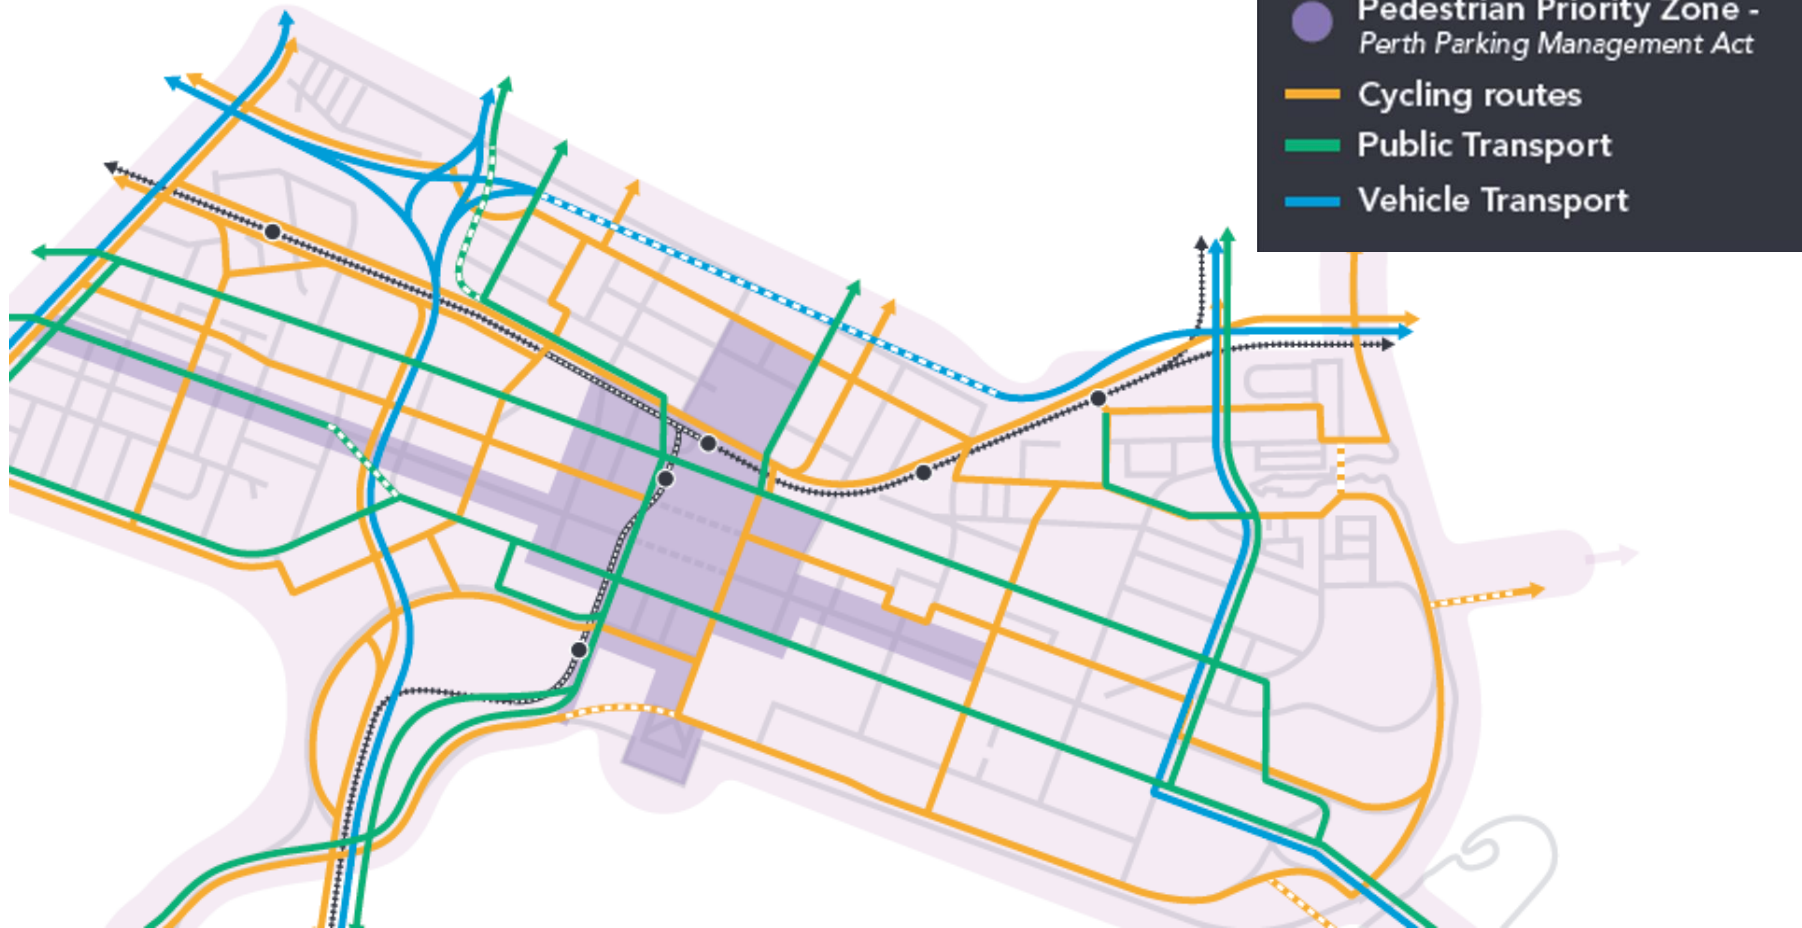 Pedestrian Priority Zone -
Perth Parking Management Act
Cycling routes
Public Transport
Vehicle Transport